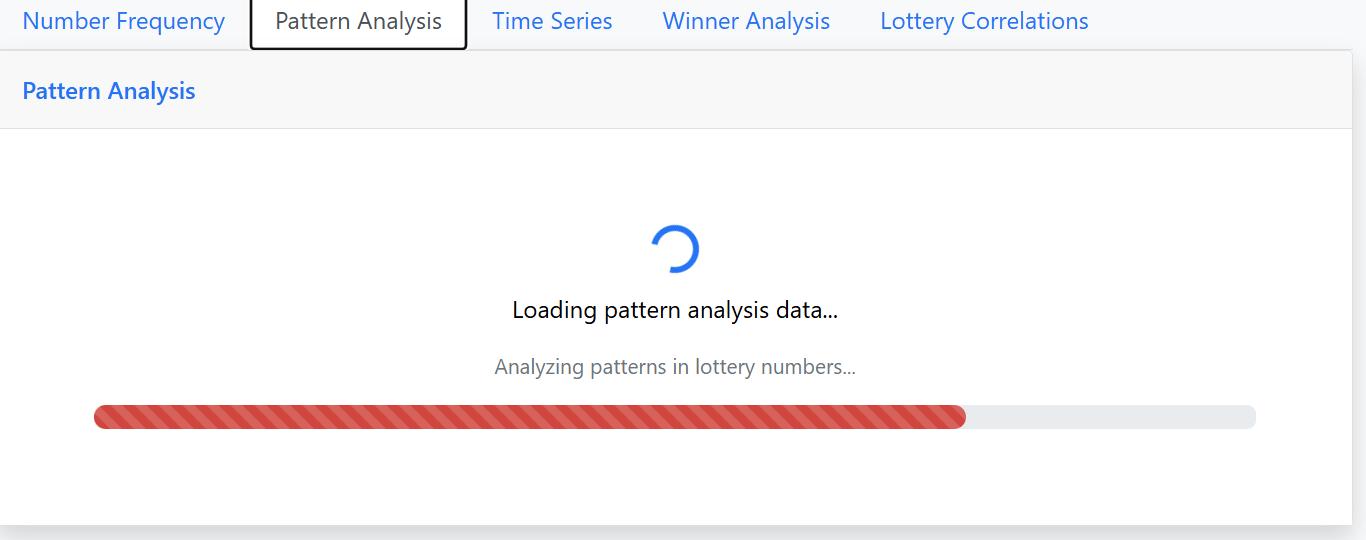 Number Frequency Pattern Analysis Time Series Winner Analysis Lottery Correlations
Pattern Analysis
Loading pattern analysis data...
Analyzing patterns in lottery numbers...